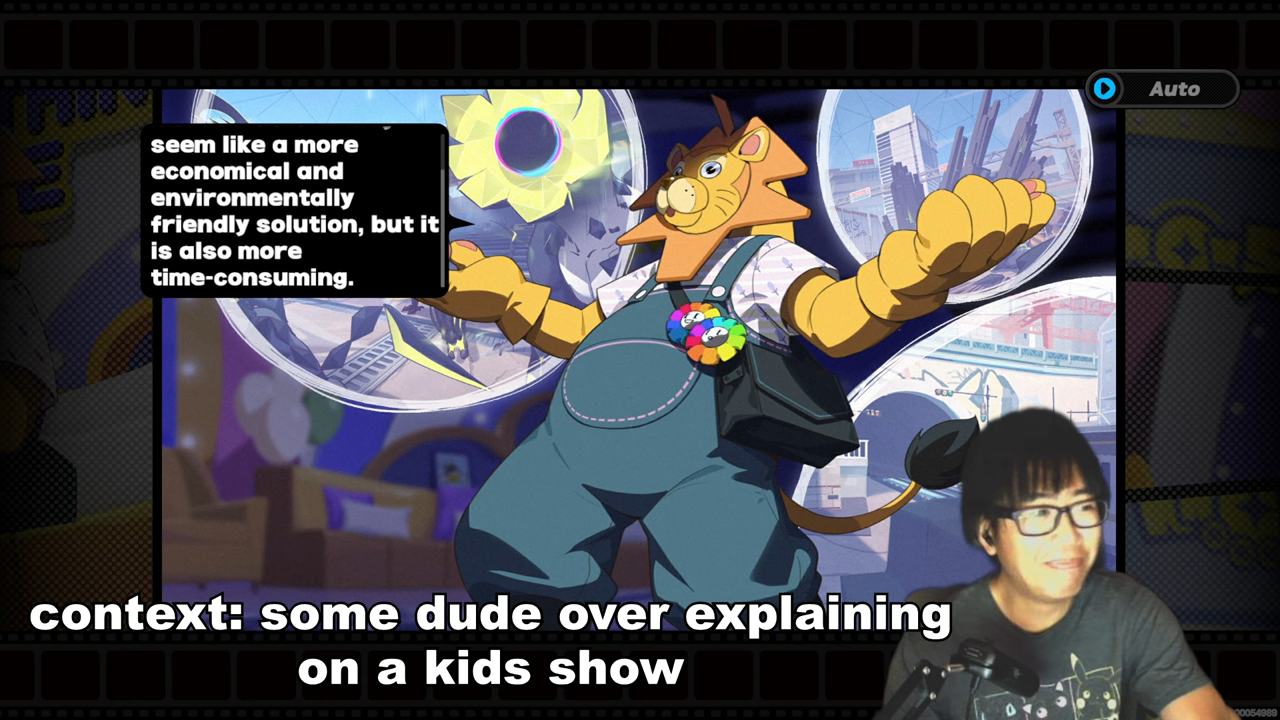 Auto
seem like a more
economical and
environmentally
friendly solution, but it
is also more
time-consuming.
context: some dude over explaining
on a kids show